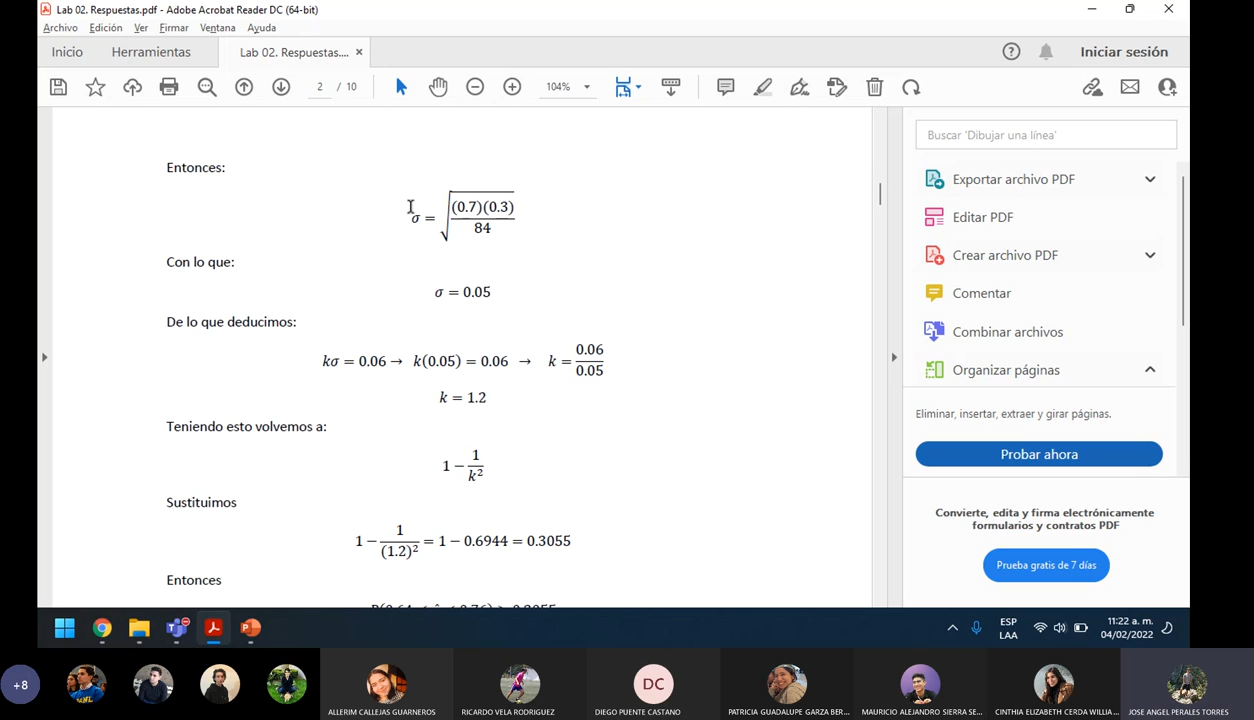 Lab 02. Respuestas.pdf - Adobe Acrobat Reader DC (64-bit)
Archivo Edición Ver Firmar Ventana Ayuda
Inicio Herramientas Lab 02. Respuestas.... × Iniciar sesión
2 / 10 104%
Buscar 'Dibujar una línea'
Entonces:
σ = √((0.7)(0.3)/84)
Con lo que:
σ = 0.05
De lo que deducimos:
kσ = 0.06 → k(0.05) = 0.06 → k = 0.06/0.05
k = 1.2
Teniendo esto volvemos a:
1 − 1/k²
Sustituimos
1 − 1/(1.2)² = 1 − 0.6944 = 0.3055
Entonces
Exportar archivo PDF
Editar PDF
Crear archivo PDF
Comentar
Combinar archivos
Organizar páginas
Eliminar, insertar, extraer y girar páginas.
Probar ahora
Convierte, edita y firma electrónicamente
formularios y contratos PDF
Prueba gratis de 7 días
ESP
LAA
11:22 a. m.
04/02/2022
+8
DC
ALLERIM CALLEJAS GUARNEROS
RICARDO VELA RODRIGUEZ
DIEGO PUENTE CASTANO
PATRICIA GUADALUPE GARZA BER...
MAURICIO ALEJANDRO SIERRA SE...
CINTHIA ELIZABETH CERDA WILLIA...
JOSE ANGEL PERALES TORRES